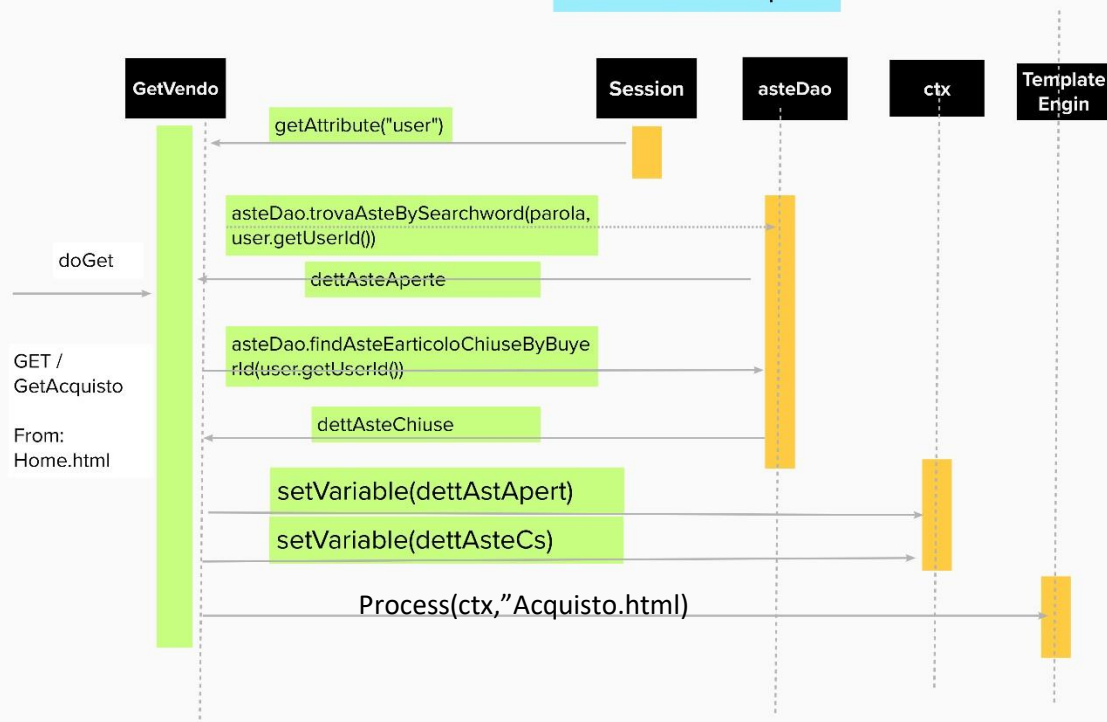 GetVendo
Session
asteDao
ctx
Template
Engin
getAttribute("user")
asteDao.trovaAsteBySearchword(parola,
user.getUserId())
doGet
dettAsteAperte
asteDao.findAsteEarticoloChiuseByBuye
rId(user.getUserId())
GET /
GetAcquisto
From:
Home.html
dettAsteChiuse
setVariable(dettAstApert)
setVariable(dettAsteCs)
Process(ctx,”Acquisto.html)